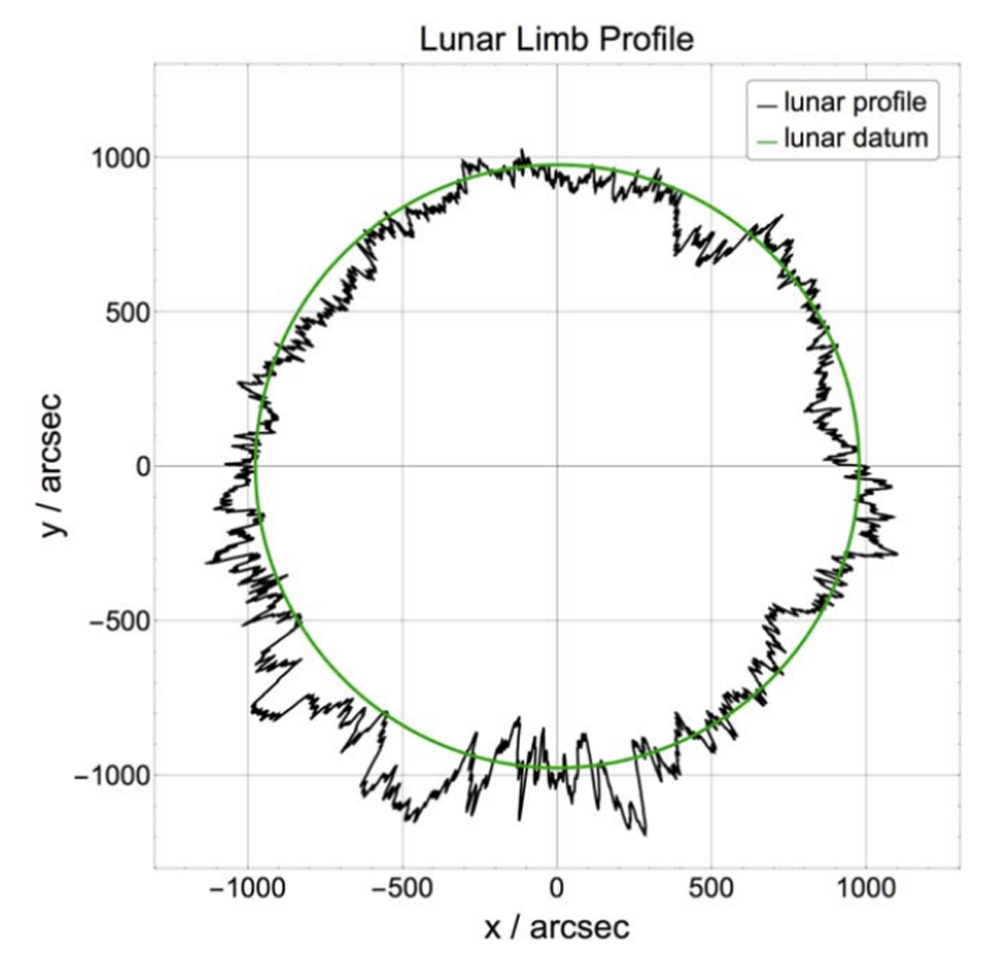 Lunar Limb Profile
lunar profile
lunar datum
1000
500
0
−500
−1000
y / arcsec
−1000 −500 0 500 1000
x / arcsec